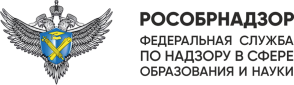 РОСОБРНАДЗОР
ФЕДЕРАЛЬНАЯ СЛУЖБА
ПО НАДЗОРУ В СФЕРЕ
ОБРАЗОВАНИЯ И НАУКИ